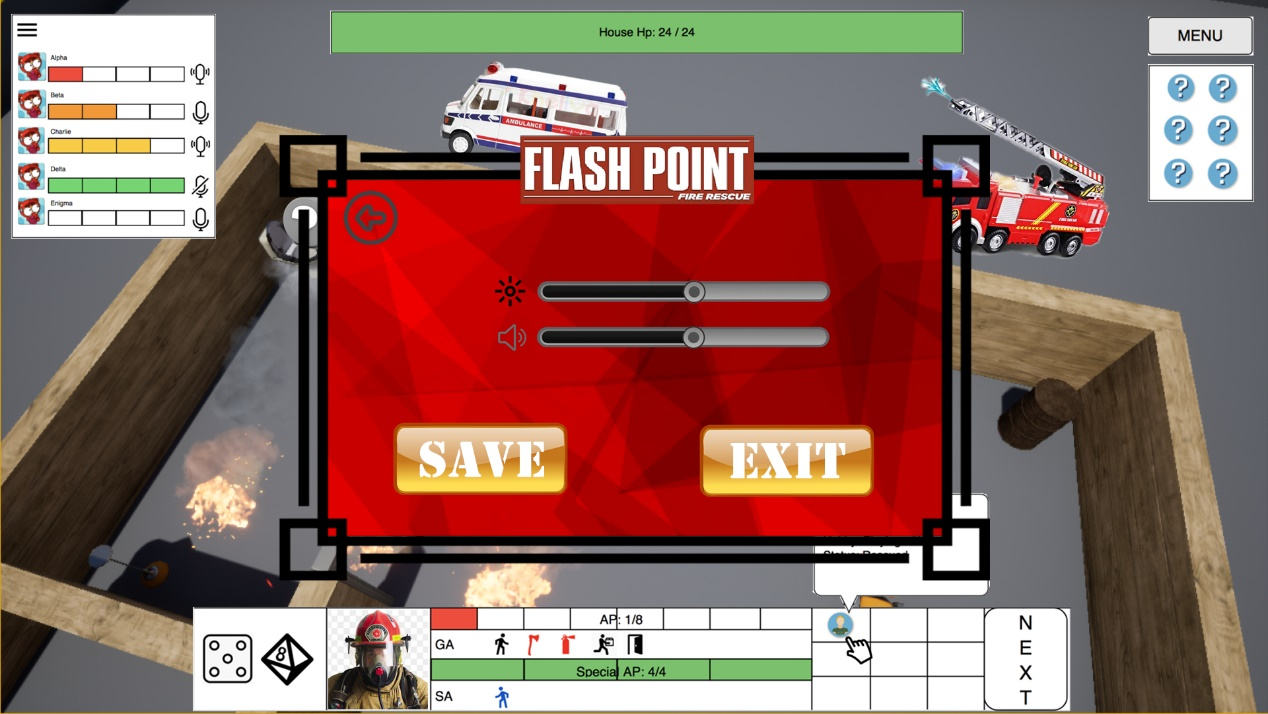 House Hp: 24 / 24
MENU
Alpha
Beta
Charlie
Delta
Enigma
AMBULANCE
FLASH POINT
FIRE RESCUE
SAVE
EXIT
AP: 1/8
GA
Special AP: 4/4
SA
8
N
E
X
T
? ?
? ?
? ?